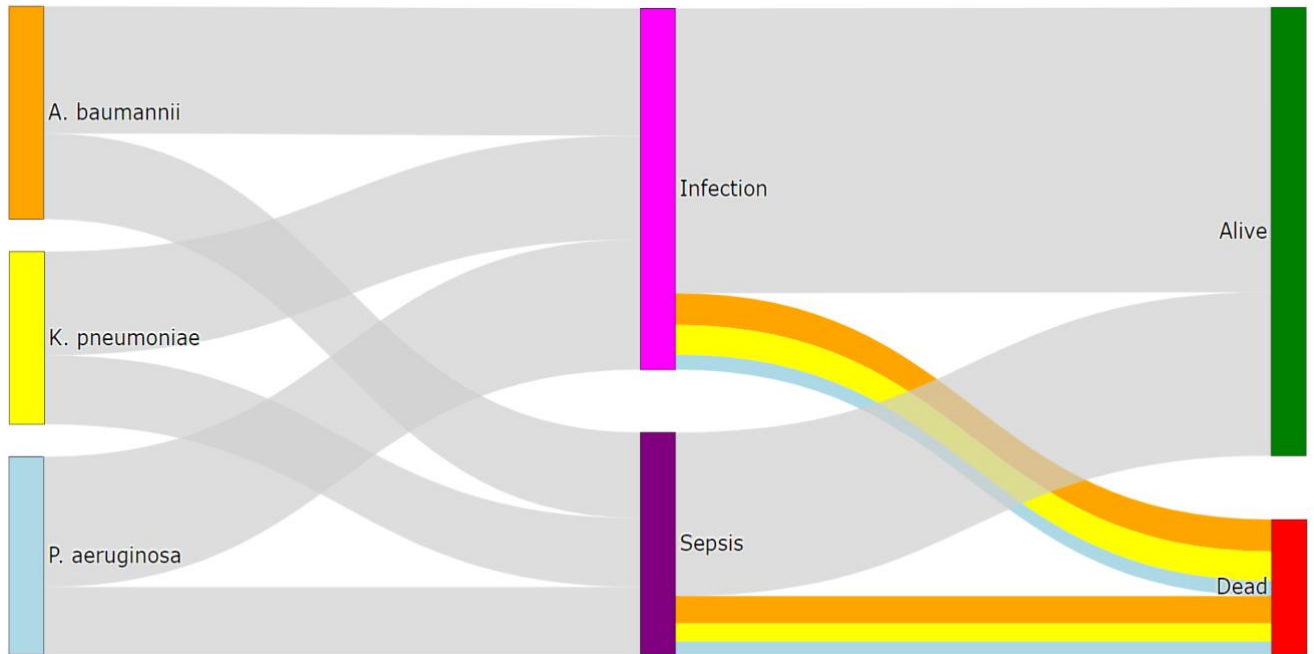 A. baumannii
K. pneumoniae
P. aeruginosa
Infection
Sepsis
Alive
Dead